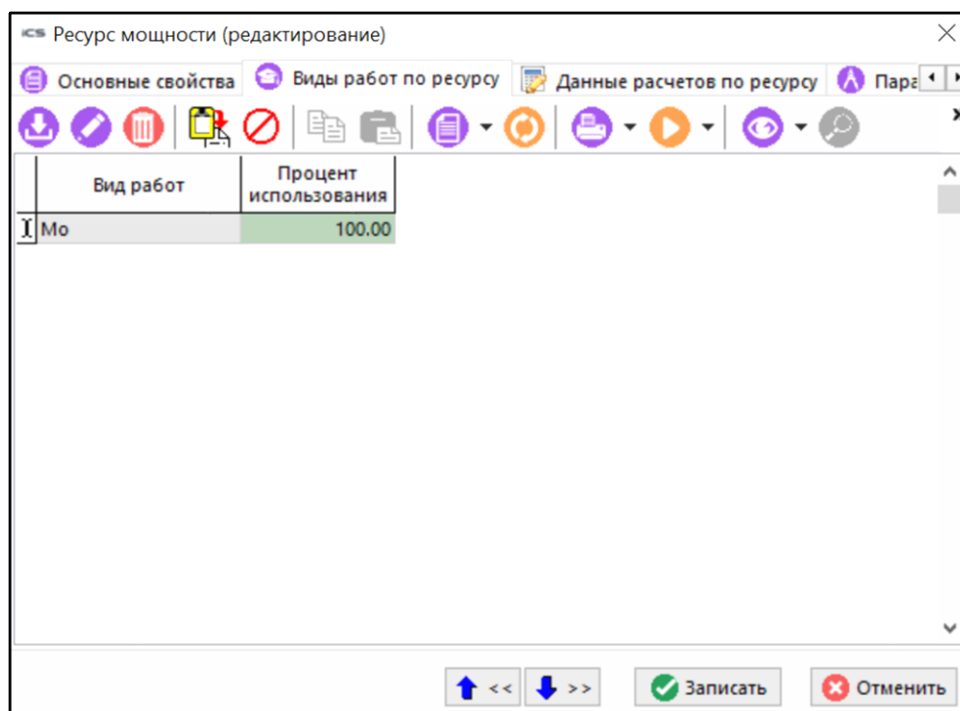 iCS Ресурс мощности (редактирование)
Основные свойства Виды работ по ресурсу Данные расчетов по ресурсу Пара
Вид работ Процент
использования
Мо 100.00
<< >> Записать Отменить